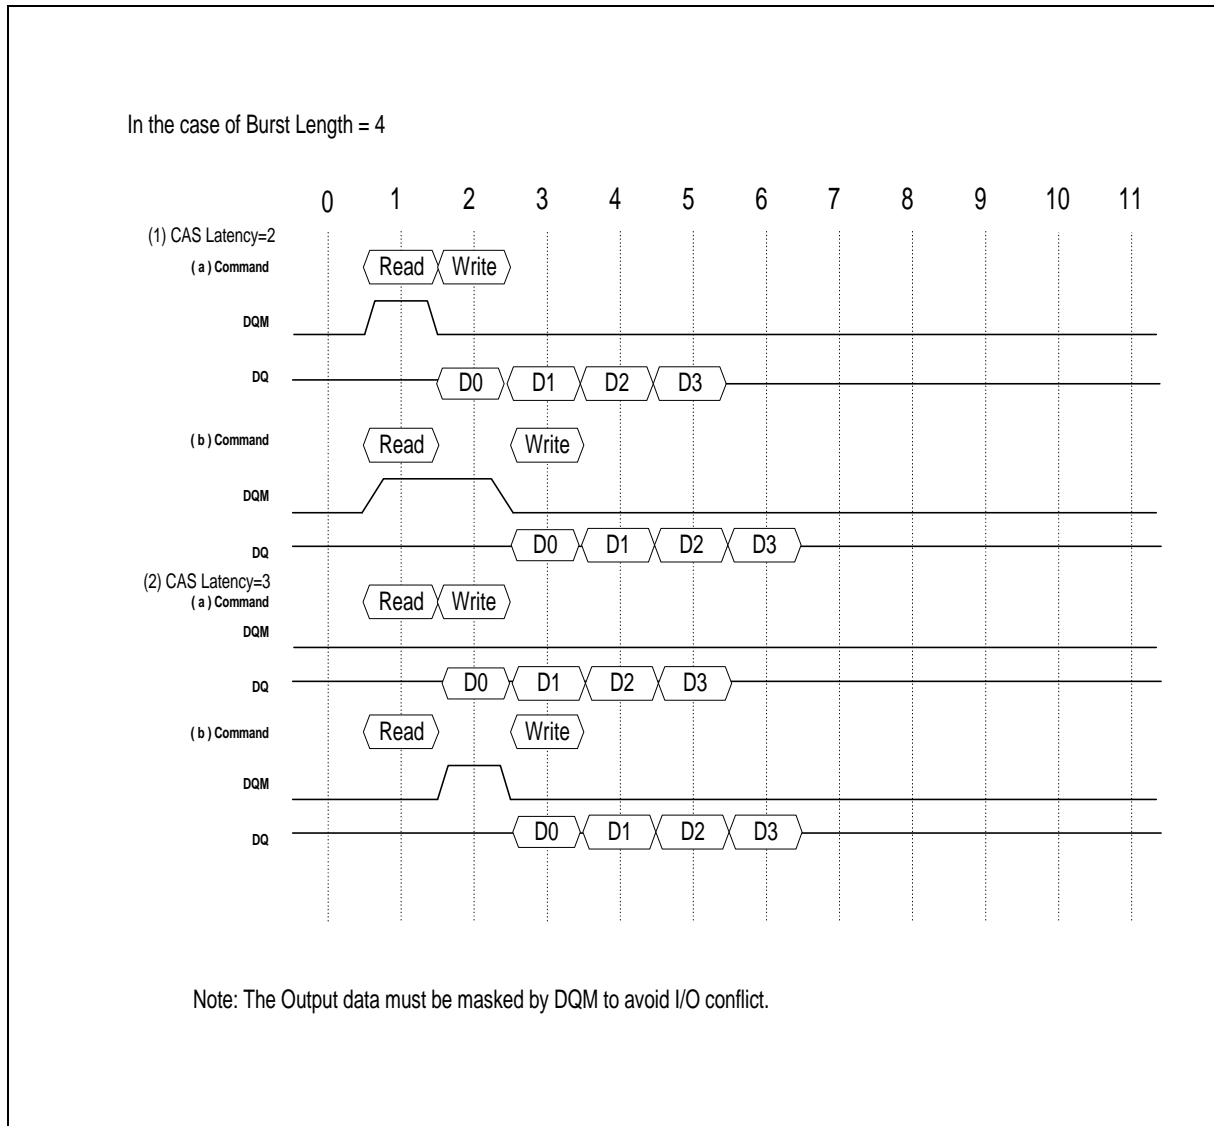 In the case of Burst Length = 4
0 1 2 3 4 5 6 7 8 9 10 11
(1) CAS Latency=2
( a ) Command Read Write
DQM
DQ D0 D1 D2 D3
( b ) Command Read Write
DQM
DQ D0 D1 D2 D3
(2) CAS Latency=3
( a ) Command Read Write
DQM
DQ D0 D1 D2 D3
( b ) Command Read Write
DQM
DQ D0 D1 D2 D3
Note: The Output data must be masked by DQM to avoid I/O conflict.